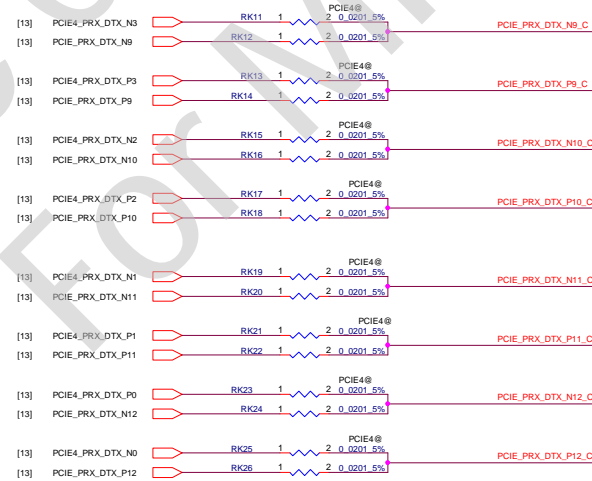 PCIE4@
[13] PCIE4_PRX_DTX_N3 RK11 1 2 0_0201_5% PCIE_PRX_DTX_N9_C
[13] PCIE_PRX_DTX_N9 RK12 1 2 0_0201_5%
PCIE4@
[13] PCIE4_PRX_DTX_P3 RK13 1 2 0_0201_5% PCIE_PRX_DTX_P9_C
[13] PCIE_PRX_DTX_P9 RK14 1 2 0_0201_5%
PCIE4@
[13] PCIE4_PRX_DTX_N2 RK15 1 2 0_0201_5% PCIE_PRX_DTX_N10_C
[13] PCIE_PRX_DTX_N10 RK16 1 2 0_0201_5%
PCIE4@
[13] PCIE4_PRX_DTX_P2 RK17 1 2 0_0201_5% PCIE_PRX_DTX_P10_C
[13] PCIE_PRX_DTX_P10 RK18 1 2 0_0201_5%
PCIE4@
[13] PCIE4_PRX_DTX_N1 RK19 1 2 0_0201_5% PCIE_PRX_DTX_N11_C
[13] PCIE_PRX_DTX_N11 RK20 1 2 0_0201_5%
PCIE4@
[13] PCIE4_PRX_DTX_P1 RK21 1 2 0_0201_5% PCIE_PRX_DTX_P11_C
[13] PCIE_PRX_DTX_P11 RK22 1 2 0_0201_5%
PCIE4@
[13] PCIE4_PRX_DTX_P0 RK23 1 2 0_0201_5% PCIE_PRX_DTX_N12_C
[13] PCIE_PRX_DTX_N12 RK24 1 2 0_0201_5%
PCIE4@
[13] PCIE4_PRX_DTX_N0 RK25 1 2 0_0201_5% PCIE_PRX_DTX_P12_C
[13] PCIE_PRX_DTX_P12 RK26 1 2 0_0201_5%
For